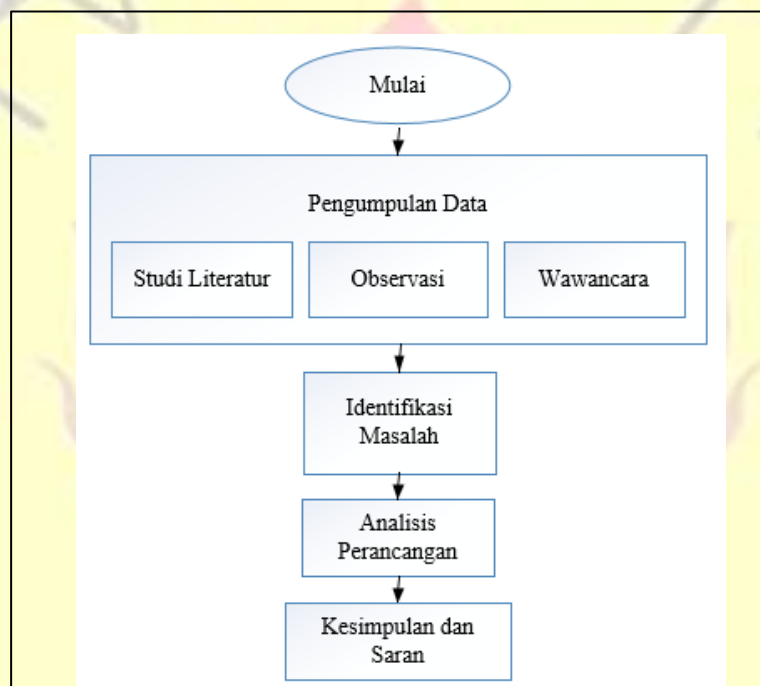 Mulai
Pengumpulan Data
Studi Literatur
Observasi
Wawancara
Identifikasi
Masalah
Analisis
Perancangan
Kesimpulan dan
Saran